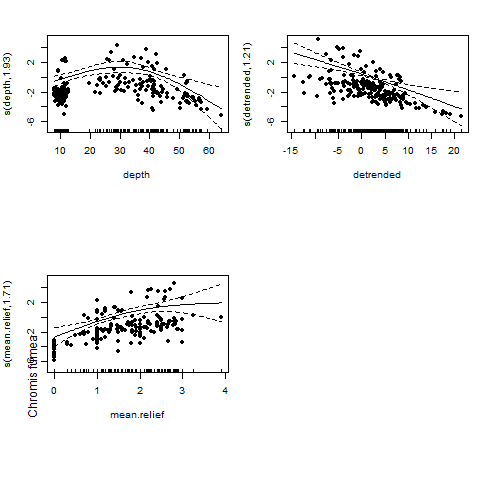 s(depth,1.93)
2
-2
-6
10 20 30 40 50 60
depth
s(detrended,1.21)
2
-2
-6
-15 -10 -5 0 5 10 15 20
detrended
s(mean.relief,1.71)
2
-2
-6
0 1 2 3 4
mean.relief
Chromis fumea